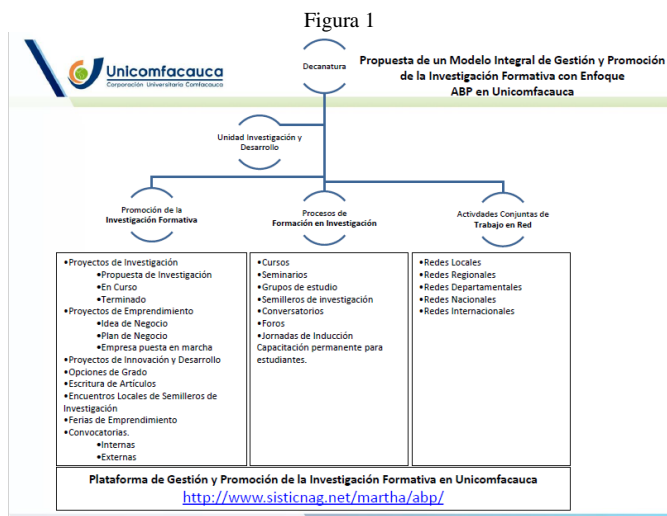 Figura 1
Unicomfacauca
Corporación Universitaria Comfacauca
Propuesta de un Modelo Integral de Gestión y Promoción
de la Investigación Formativa con Enfoque
ABP en Unicomfacauca
Decanatura
Unidad Investigación y
Desarrollo
Promoción de la
Investigación Formativa
Procesos de
Formación en Investigación
Actividades Conjuntas de
Trabajo en Red
•Proyectos de Investigación
•Propuesta de Investigación
•En Curso
•Terminado
•Proyectos de Emprendimiento
•Idea de Negocio
•Plan de Negocio
•Empresa puesta en marcha
•Proyectos de Innovación y Desarrollo
•Opciones de Grado
•Escritura de Artículos
•Encuentros Locales de Semilleros de
Investigación
•Ferias de Emprendimiento
•Convocatorias.
•Internas
•Externas
•Cursos
•Seminarios
•Grupos de estudio
•Semilleros de investigación
•Conversatorios
•Foros
•Jornadas de Inducción
Capacitación permanente para
estudiantes.
•Redes Locales
•Redes Regionales
•Redes Departamentales
•Redes Nacionales
•Redes Internacionales
Plataforma de Gestión y Promoción de la Investigación Formativa en Unicomfacauca
http://www.sisticnag.net/martha/abp/